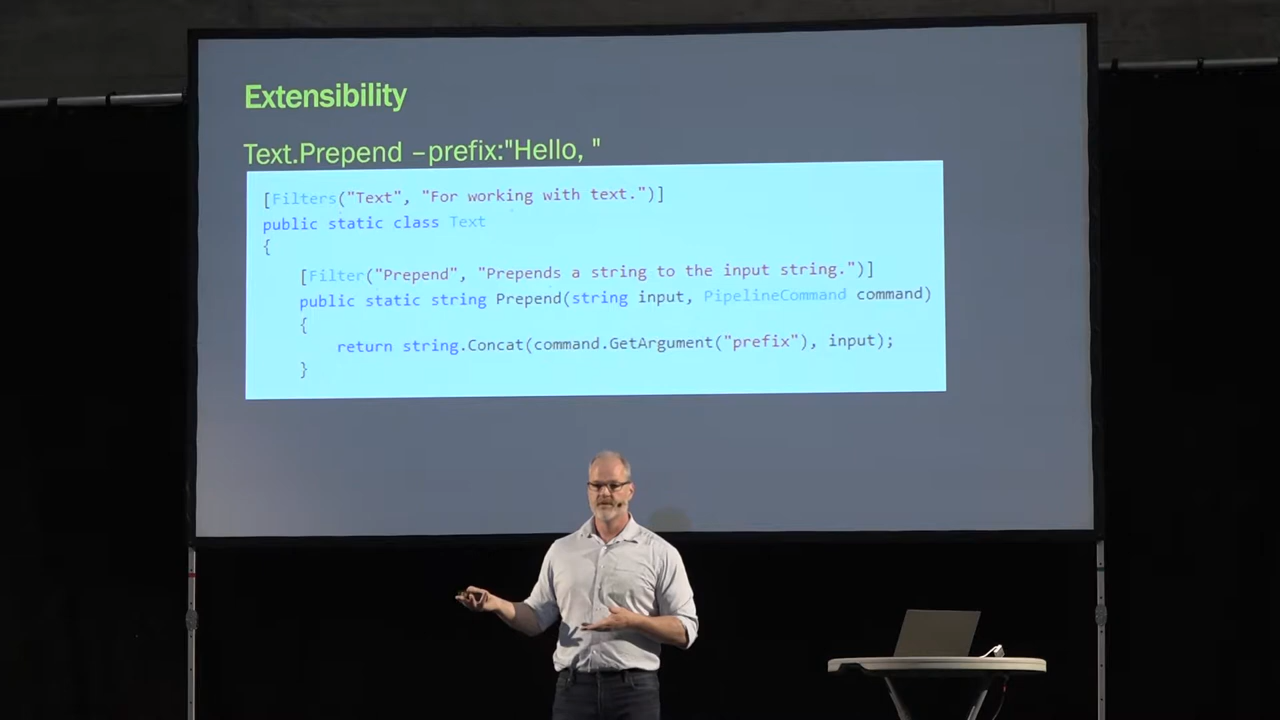 Extensibility
Text.Prepend –prefix:"Hello, "
[Filters("Text", "For working with text.")]
public static class Text
{
[Filter("Prepend", "Prepends a string to the input string.")]
public static string Prepend(string input, PipelineCommand command)
{
return string.Concat(command.GetArgument("prefix"), input);
}